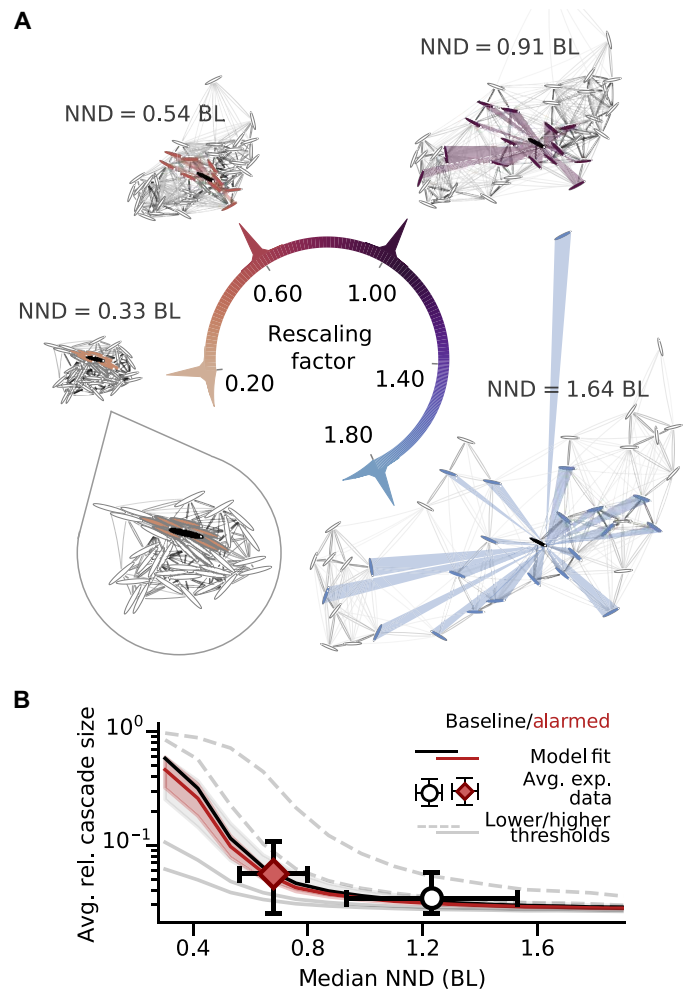 A
NND = 0.91 BL
NND = 0.54 BL
0.60
1.00
NND = 0.33 BL
Rescaling
factor
0.20
1.40
NND = 1.64 BL
1.80
B
Avg. rel. cascade size
10⁰
10⁻¹
Baseline/alarmed
Model fit
Avg. exp.
data
Lower/higher
thresholds
0.4
0.8
1.2
1.6
Median NND (BL)